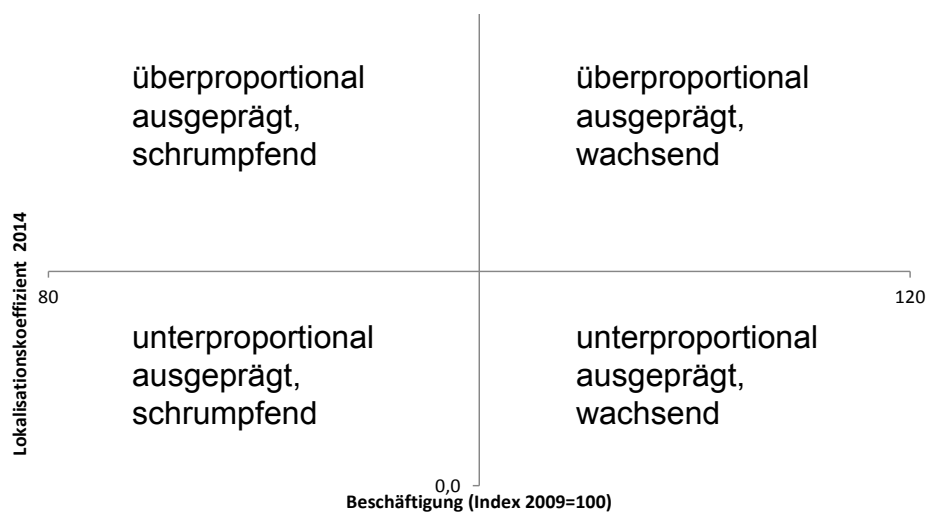 überproportional
ausgeprägt,
schrumpfend
überproportional
ausgeprägt,
wachsend
Lokalisationskoeffizient 2014
80
120
unterproportional
ausgeprägt,
schrumpfend
unterproportional
ausgeprägt,
wachsend
0,0
Beschäftigung (Index 2009=100)